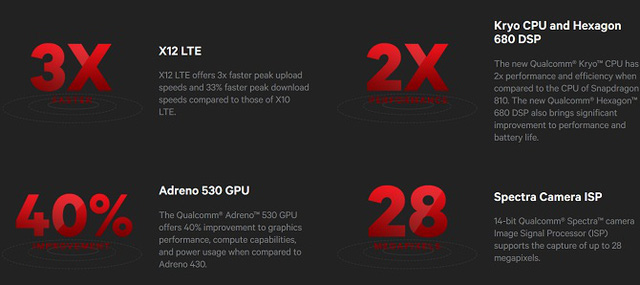 3X
FASTER
X12 LTE
X12 LTE offers 3x faster peak upload
speeds and 33% faster peak download
speeds compared to those of X10
LTE.
2X
PERFORMANCE
Kryo CPU and Hexagon
680 DSP
The new Qualcomm® Kryo™ CPU has
2x performance and efficiency when
compared to the CPU of Snapdragon
810. The new Qualcomm® Hexagon™
680 DSP also brings significant
improvement to performance and
battery life.
40%
IMPROVEMENT
Adreno 530 GPU
The Qualcomm® Adreno™ 530 GPU
offers 40% improvement to graphics
performance, compute capabilities,
and power usage when compared to
Adreno 430.
28
MEGAPIXELS
Spectra Camera ISP
14-bit Qualcomm® Spectra™ camera
Image Signal Processor (ISP)
supports the capture of up to 28
megapixels.